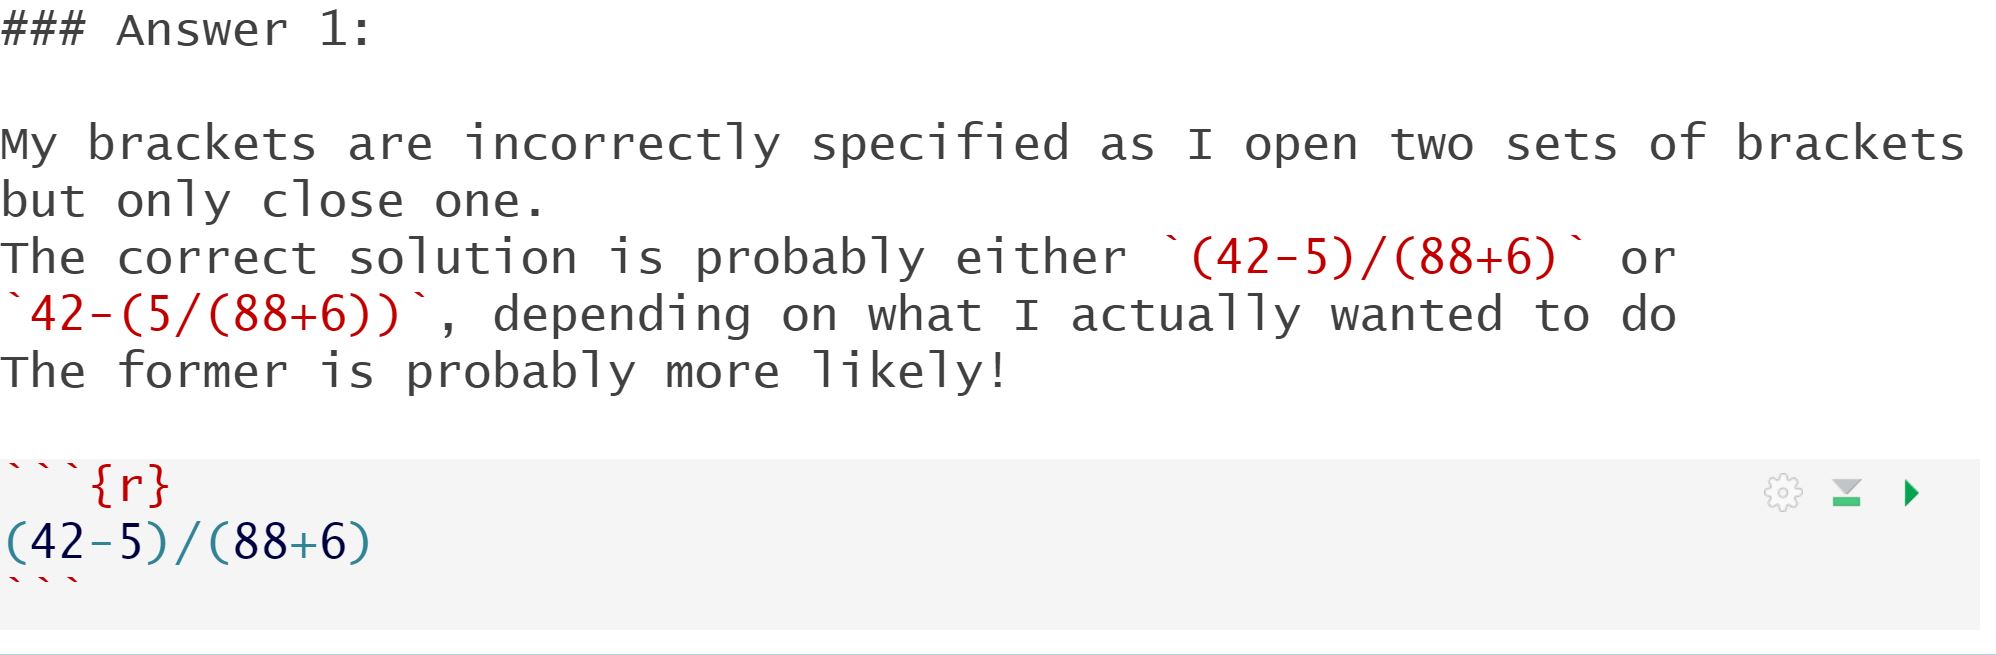 ### Answer 1:
My brackets are incorrectly specified as I open two sets of brackets
but only close one.
The correct solution is probably either `(42-5)/(88+6)` or
`42-(5/(88+6))`, depending on what I actually wanted to do
The former is probably more likely!
```{r}
(42-5)/(88+6)
```